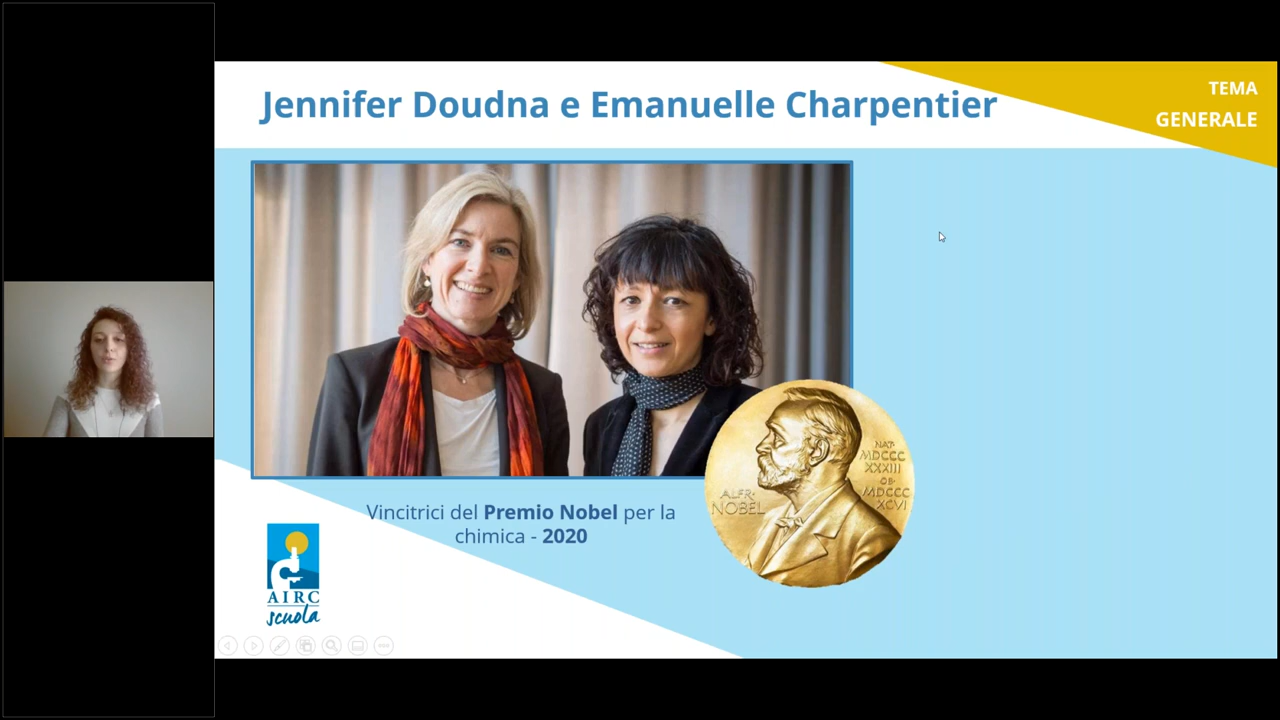 Jennifer Doudna e Emanuelle Charpentier
TEMA
GENERALE
ALFR·
NOBEL
NAT·
MDCCC
XXXIII
OB·
MDCCC
XCVI
Vincitrici del Premio Nobel per la
chimica - 2020
AIRC
scuola